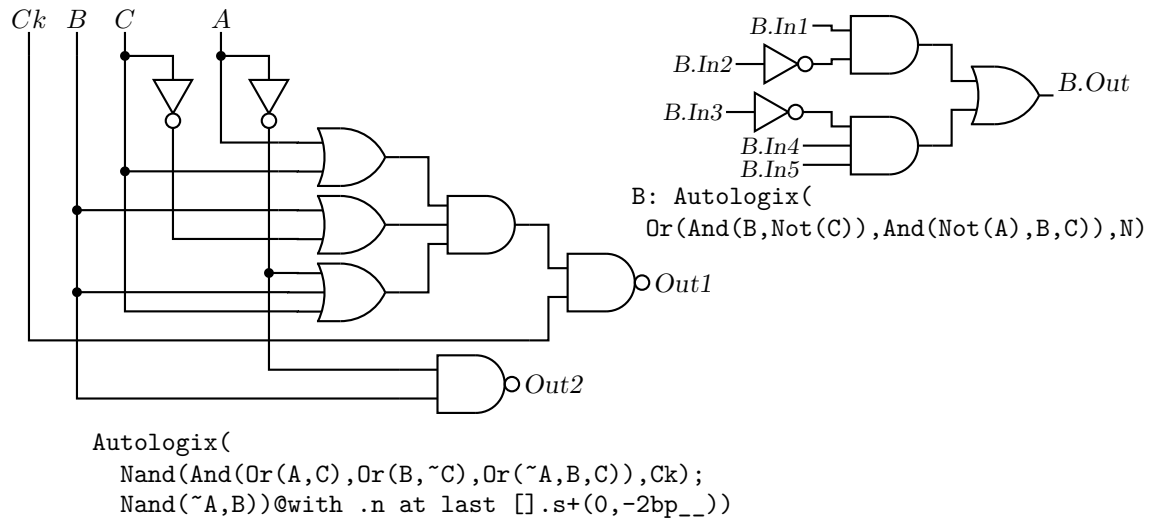 Ck B C A
B.In1
B.In2
B.Out
B.In3
B.In4
B.In5
B: Autologix(
Or(And(B,Not(C)),And(Not(A),B,C)),N)
Out1
Out2
Autologix(
Nand(And(Or(A,C),Or(B,~C),Or(~A,B,C)),Ck);
Nand(~A,B))@with .n at last [].s+(0,-2bp__))